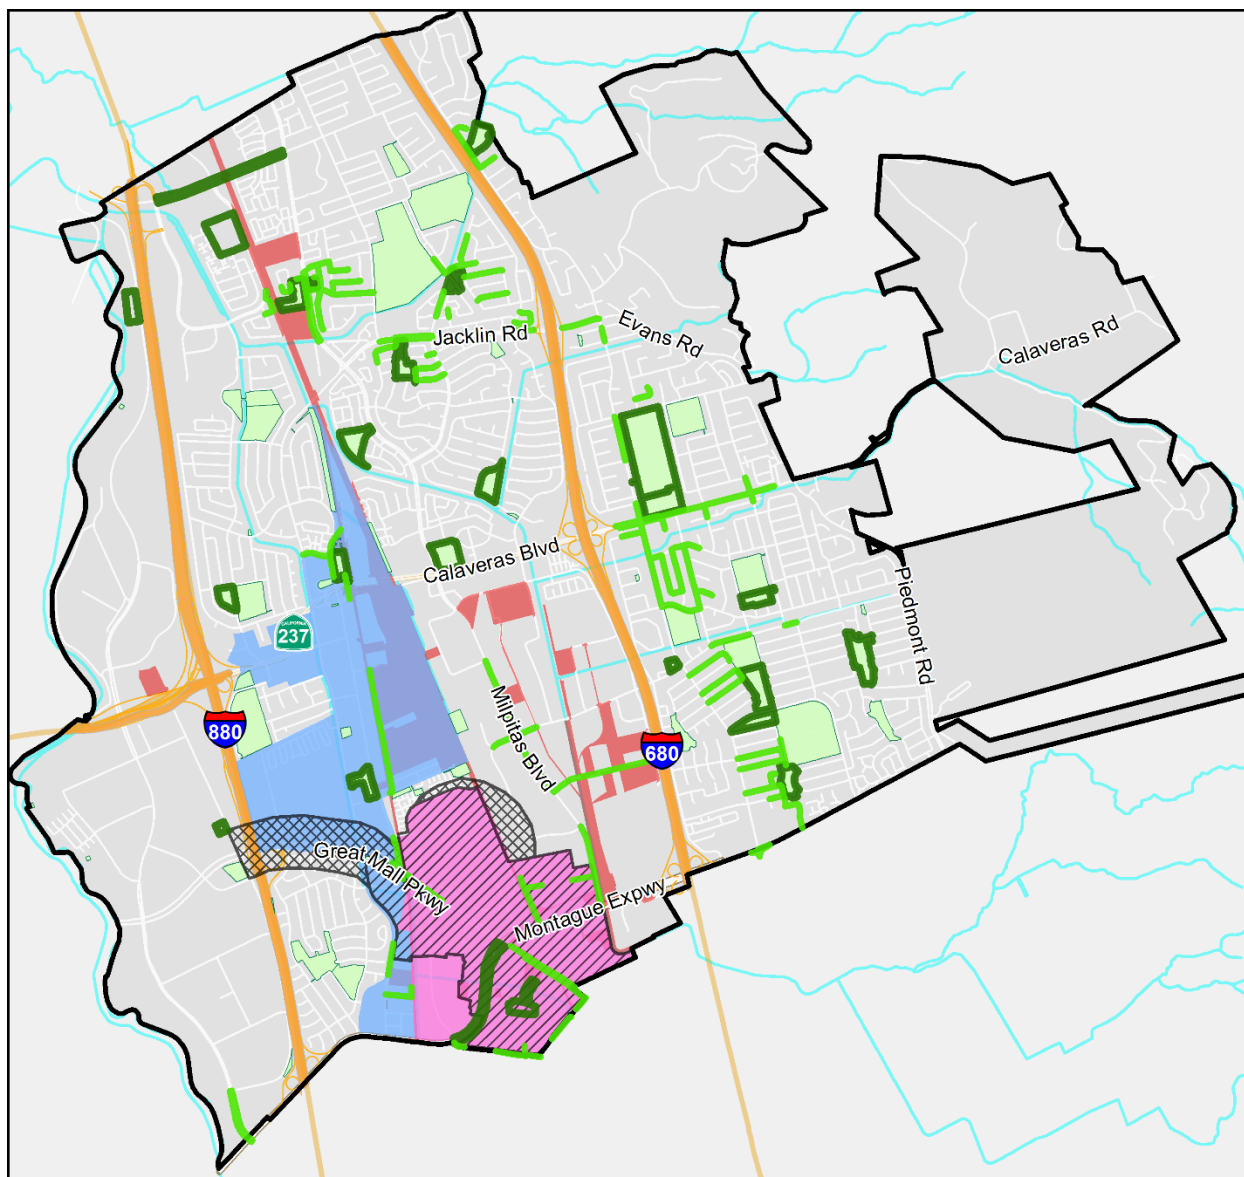 Jacklin Rd
Evans Rd
Calaveras Rd
Calaveras Blvd
CALIFORNIA
237
Piedmont Rd
Milpitas Blvd
880
680
Great Mall Pkwy
Montague Expwy